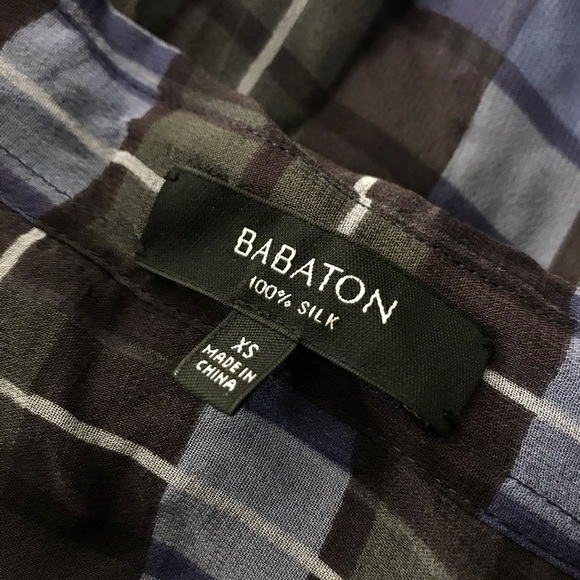 BABATON
100% SILK
XS
MADE IN
CHINA